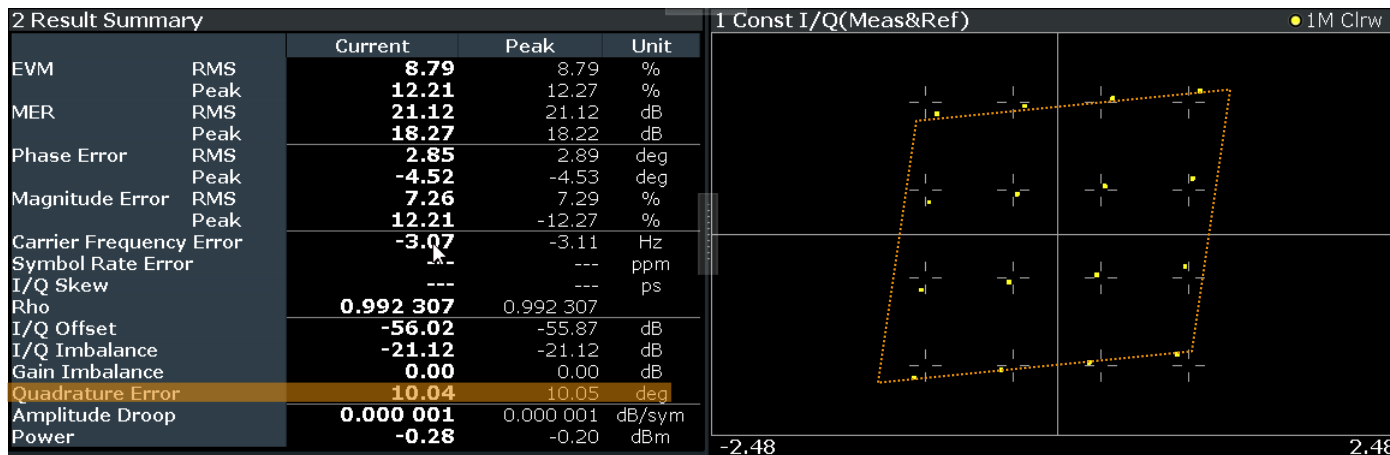 2 Result Summary
Current Peak Unit
EVM RMS 8.79 8.79 %
Peak 12.21 12.27 %
MER RMS 21.12 21.12 dB
Peak 18.27 18.22 dB
Phase Error RMS 2.85 2.89 deg
Peak -4.52 -4.53 deg
Magnitude Error RMS 7.26 7.29 %
Peak 12.21 -12.27 %
Carrier Frequency Error -3.07 -3.11 Hz
Symbol Rate Error --- --- ppm
I/Q Skew --- --- ps
Rho 0.992 307 0.992 307
I/Q Offset -56.02 -55.87 dB
I/Q Imbalance -21.12 -21.12 dB
Gain Imbalance 0.00 0.00 dB
Quadrature Error 10.04 10.05 deg
Amplitude Droop 0.000 001 0.000 001 dB/sym
Power -0.28 -0.20 dBm
1 Const I/Q(Meas&Ref) 1M Clrw
-2.48 2.48